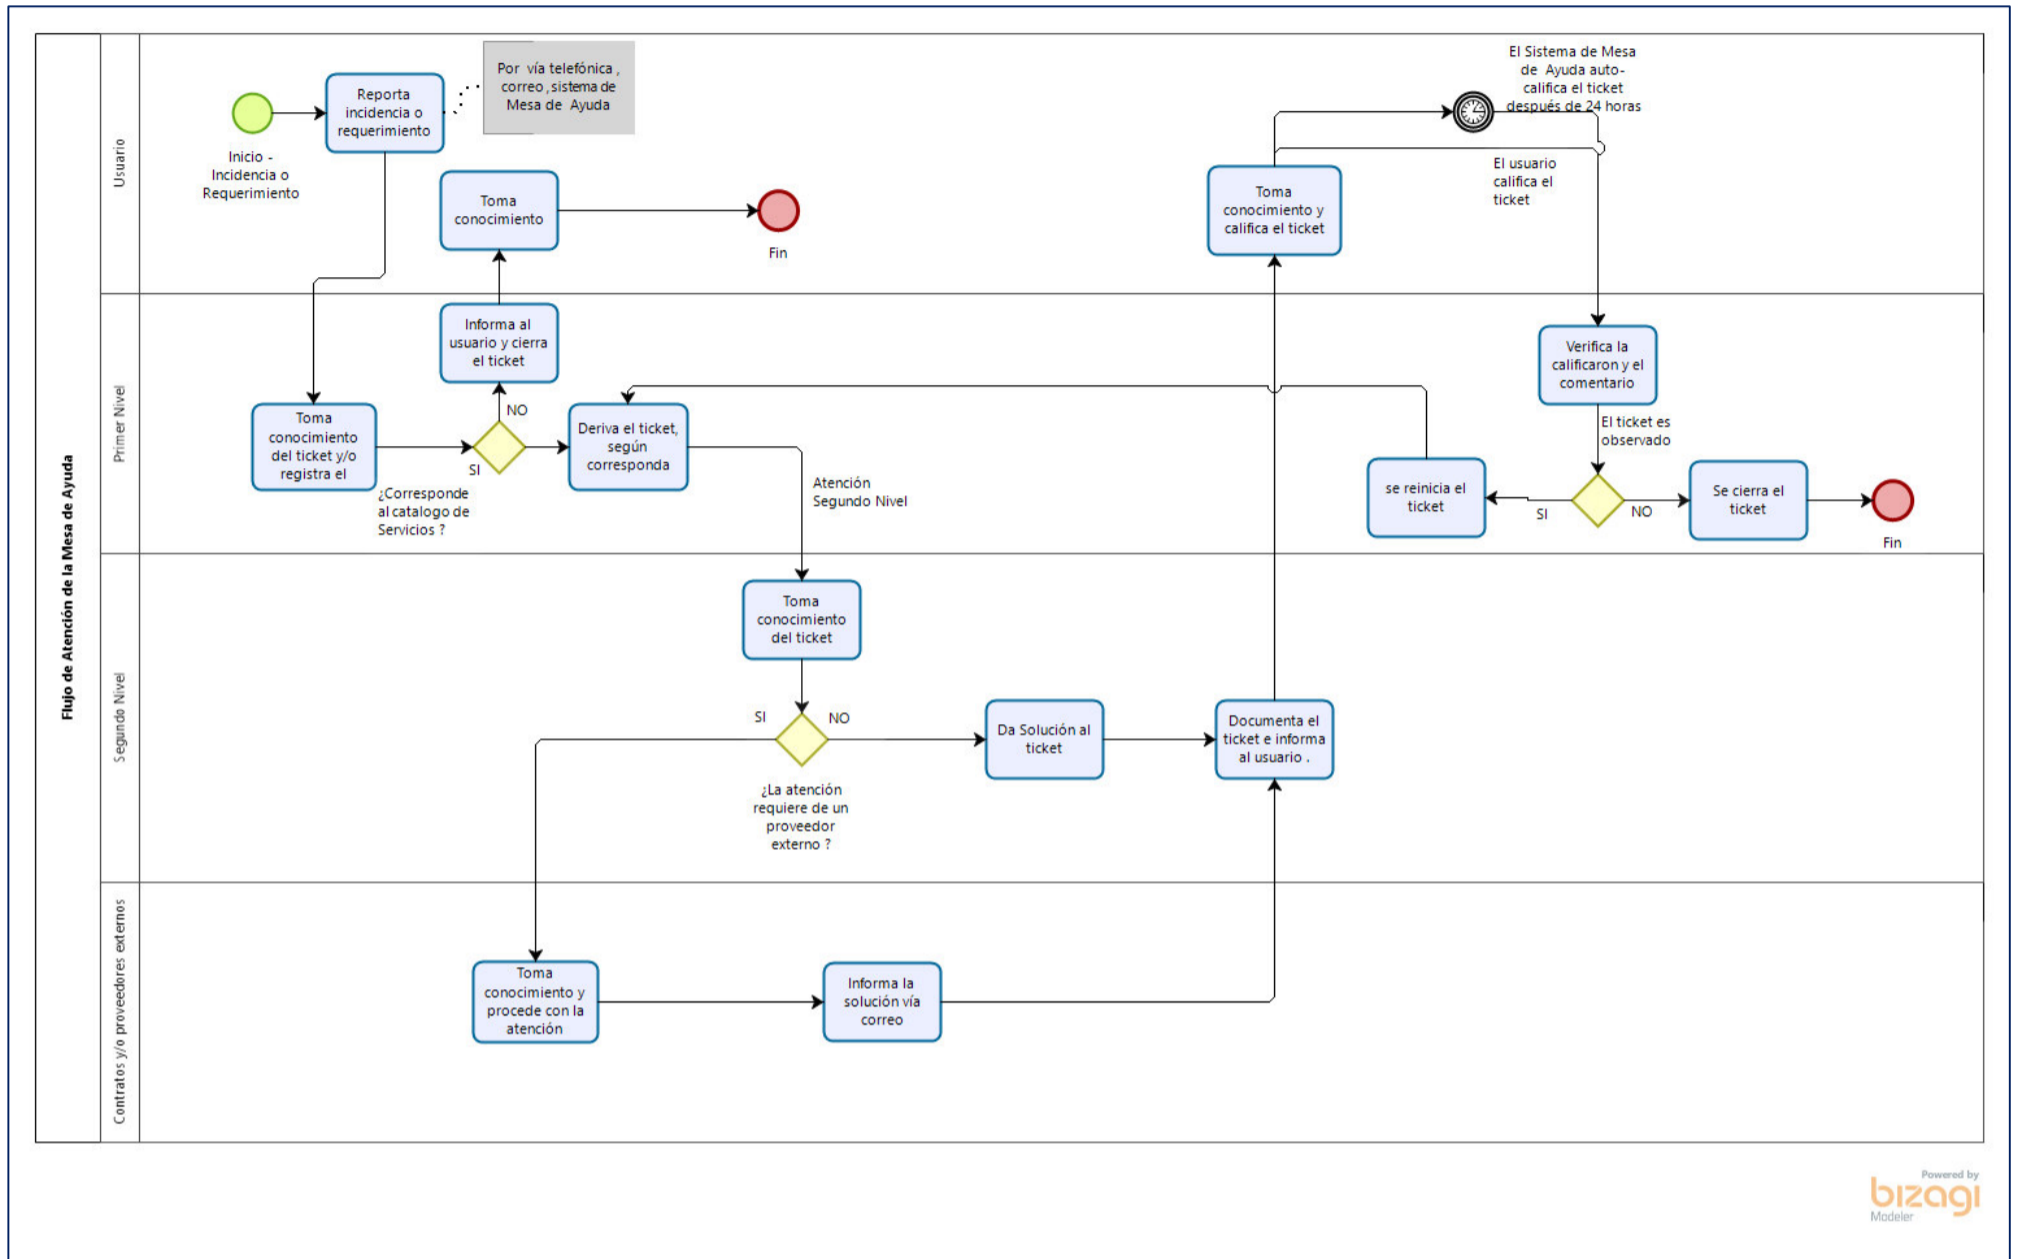 Flujo de Atención de la Mesa de Ayuda
Usuario
Inicio -
Incidencia o
Requerimiento
Reporta
incidencia o
requerimiento
Por vía telefónica ,
correo ,sistema de
Mesa de Ayuda
Toma
conocimiento
Fin
Toma
conocimiento y
califica el ticket
El Sistema de Mesa
de Ayuda auto-
califica el ticket
después de 24 horas
El usuario
califica el
ticket
Primer Nivel
Toma
conocimiento
del ticket y/o
registra el
SI
¿Corresponde
al catalogo de
Servicios ?
NO
Informa al
usuario y cierra
el ticket
Deriva el ticket,
según
corresponda
Atención
Segundo Nivel
Verifica la
calificaron y el
comentario
El ticket es
observado
SI
NO
se reinicia el
ticket
Se cierra el
ticket
Fin
Segundo Nivel
Toma
conocimiento
del ticket
SI
NO
¿La atención
requiere de un
proveedor
externo ?
Da Solución al
ticket
Documenta el
ticket e informa
al usuario .
Contratos y/o proveedores externos
Toma
conocimiento y
procede con la
atención
Informa la
solución vía
correo
Powered by
bizagi
Modeler